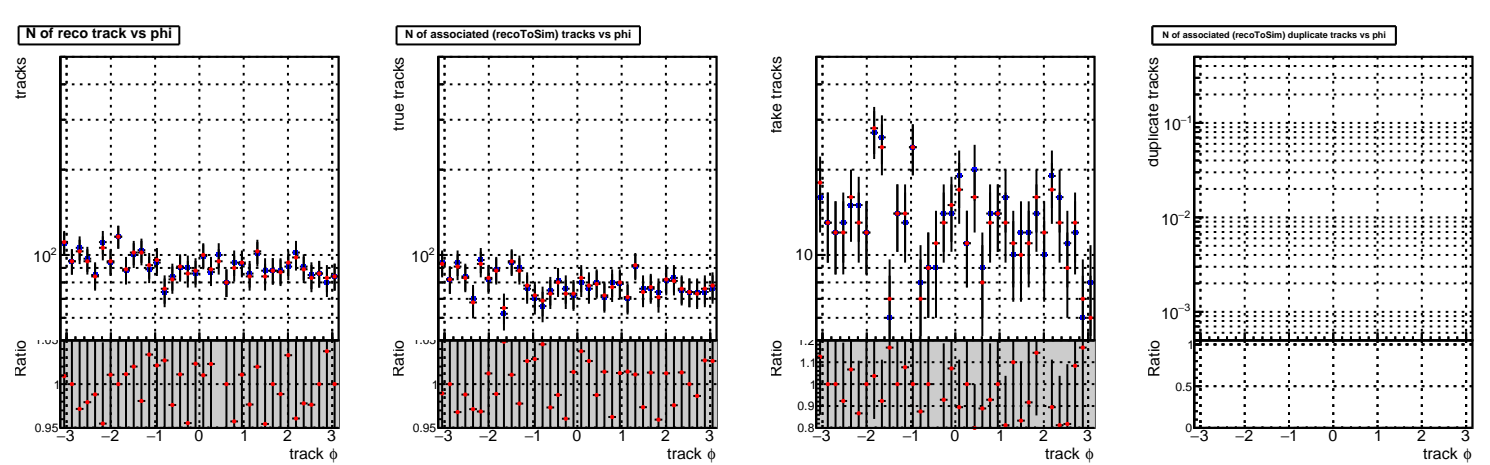 N of reco track vs phi
tracks
10²
Ratio
1.05
1
0.95
−3 −2 −1 0 1 2 3
track φ
N of associated (recoToSim) tracks vs phi
true tracks
10²
Ratio
1.05
1
0.95
−3 −2 −1 0 1 2 3
track φ
fake tracks
10
Ratio
1.2
1.1
1
0.9
0.8
−3 −2 −1 0 1 2 3
track φ
N of associated (recoToSim) duplicate tracks vs phi
duplicate tracks
10⁻¹
10⁻²
10⁻³
Ratio
1
0.5
0
−3 −2 −1 0 1 2 3
track φ